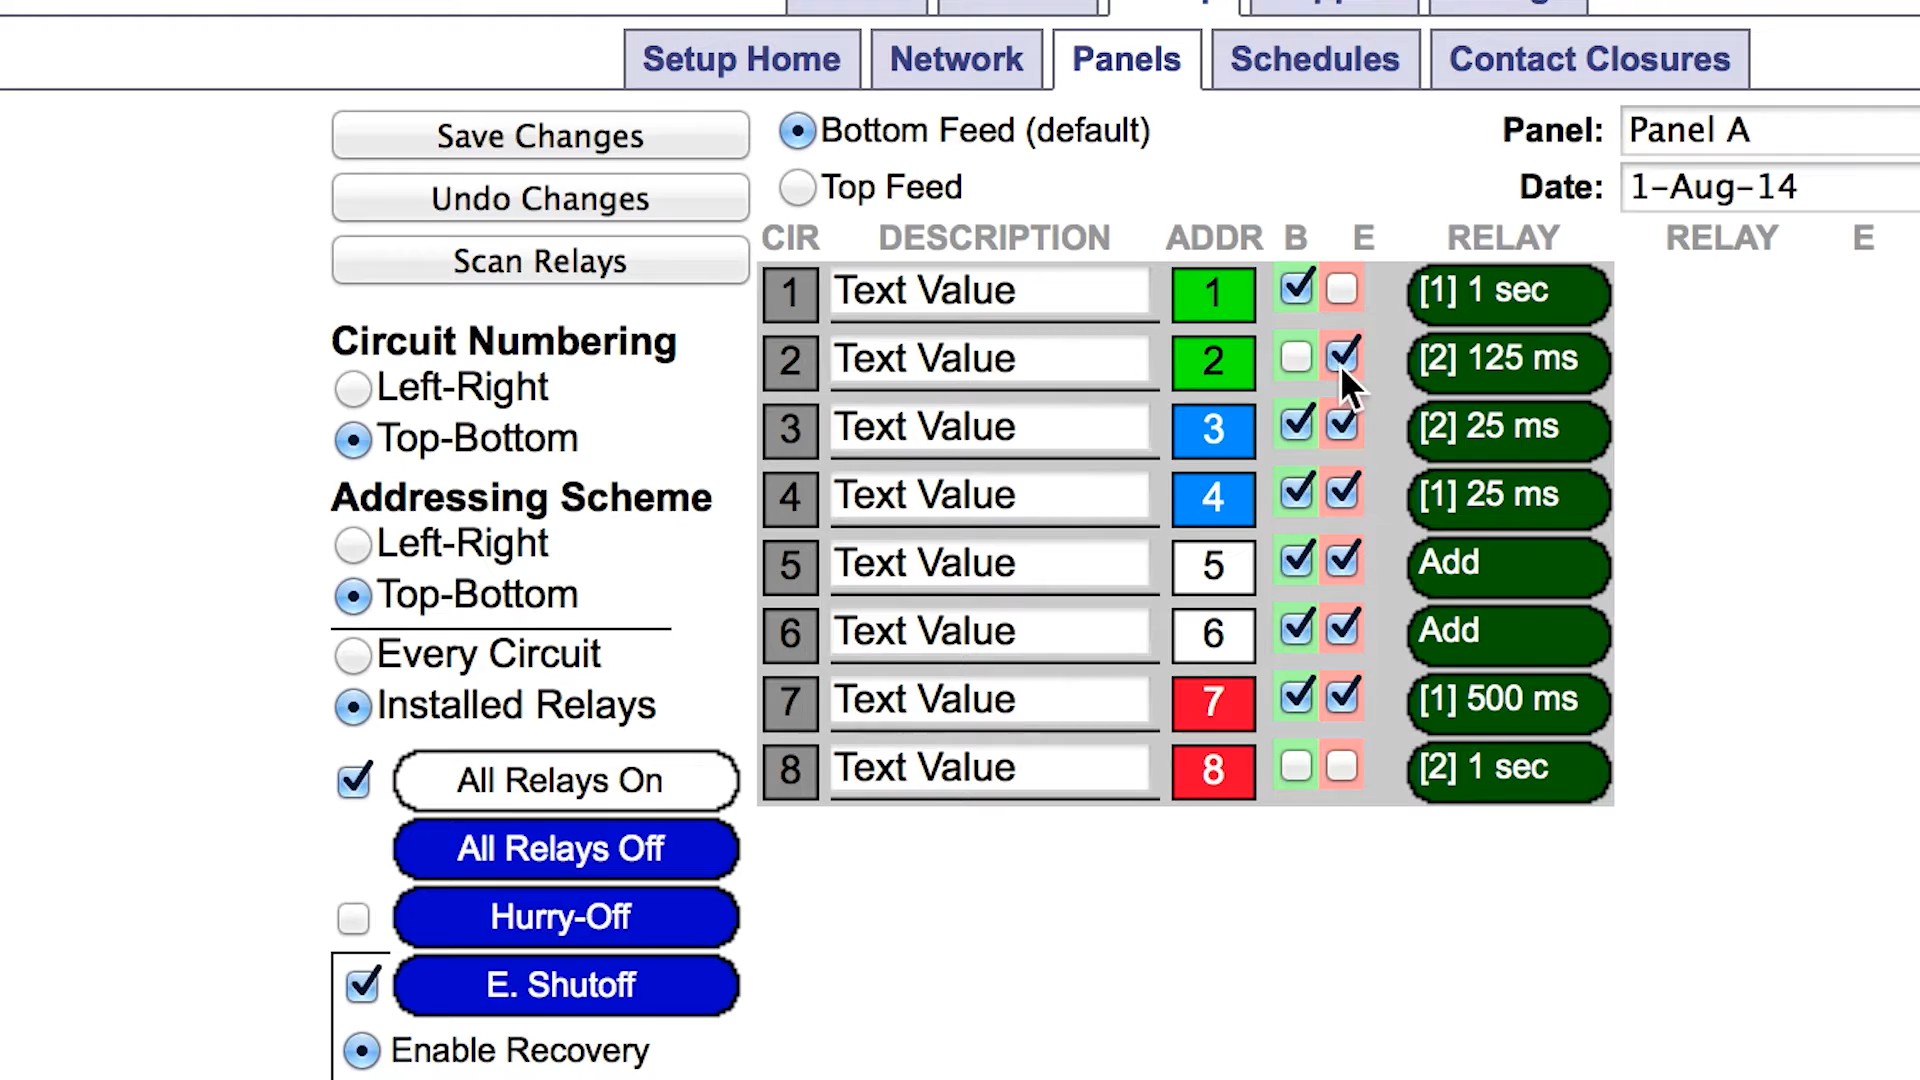 Setup Home Network Panels Schedules Contact Closures
Save Changes
Undo Changes
Scan Relays
Bottom Feed (default)
Top Feed
Panel: Panel A
Date: 1-Aug-14
CIR DESCRIPTION ADDR B E RELAY RELAY E
1 Text Value 1 [1] 1 sec
2 Text Value 2 [2] 125 ms
3 Text Value 3 [2] 25 ms
4 Text Value 4 [1] 25 ms
5 Text Value 5 Add
6 Text Value 6 Add
7 Text Value 7 [1] 500 ms
8 Text Value 8 [2] 1 sec
Circuit Numbering
Left-Right
Top-Bottom
Addressing Scheme
Left-Right
Top-Bottom
Every Circuit
Installed Relays
All Relays On
All Relays Off
Hurry-Off
E. Shutoff
Enable Recovery